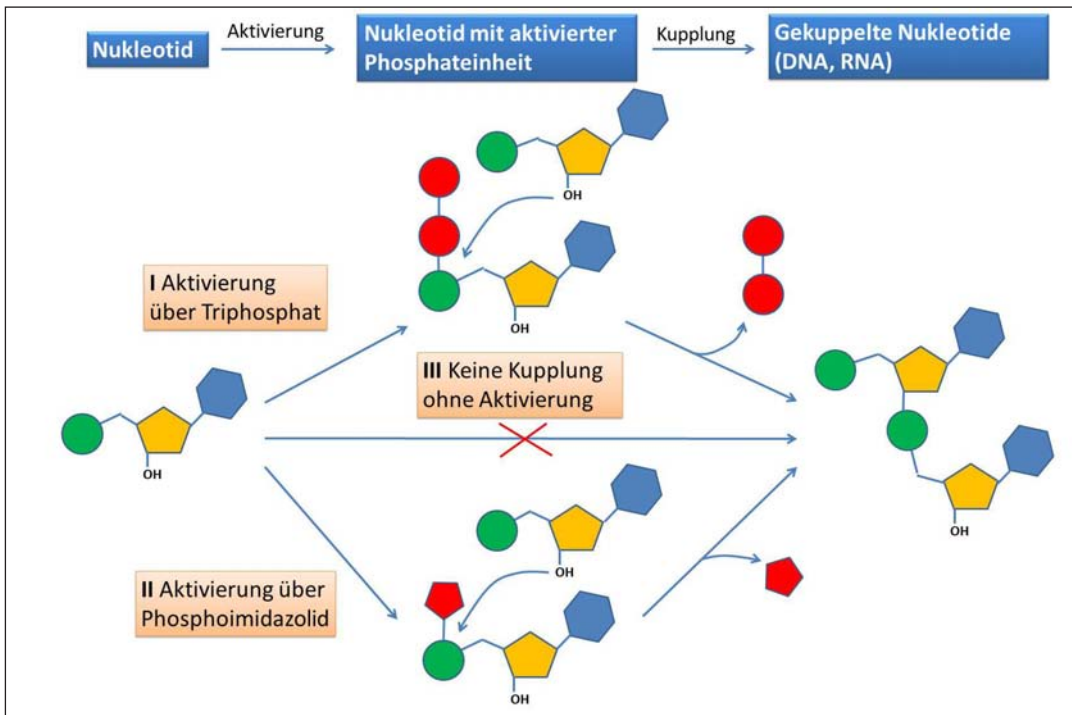 Nukleotid
Aktivierung
Nukleotid mit aktivierter
Phosphateinheit
Kupplung
Gekuppelte Nukleotide
(DNA, RNA)
OH
I Aktivierung
über Triphosphat
OH
III Keine Kupplung
ohne Aktivierung
OH
OH
OH
II Aktivierung über
Phosphoimidazolid
OH